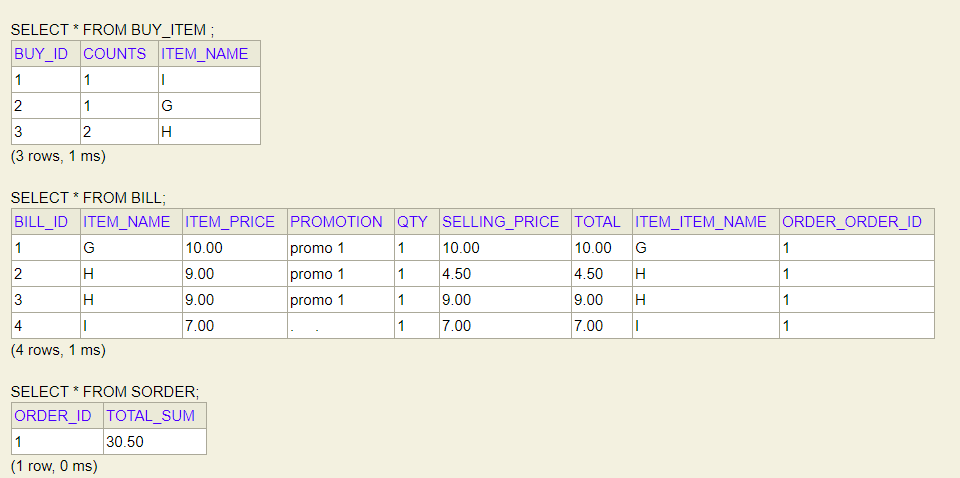 SELECT * FROM BUY_ITEM ;
BUY_ID COUNTS ITEM_NAME
1 1 I
2 1 G
3 2 H
(3 rows, 1 ms)
SELECT * FROM BILL;
BILL_ID ITEM_NAME ITEM_PRICE PROMOTION QTY SELLING_PRICE TOTAL ITEM_ITEM_NAME ORDER_ORDER_ID
1 G 10.00 promo 1 1 10.00 10.00 G 1
2 H 9.00 promo 1 1 4.50 4.50 H 1
3 H 9.00 promo 1 1 9.00 9.00 H 1
4 I 7.00 . . 1 7.00 7.00 I 1
(4 rows, 1 ms)
SELECT * FROM SORDER;
ORDER_ID TOTAL_SUM
1 30.50
(1 row, 0 ms)